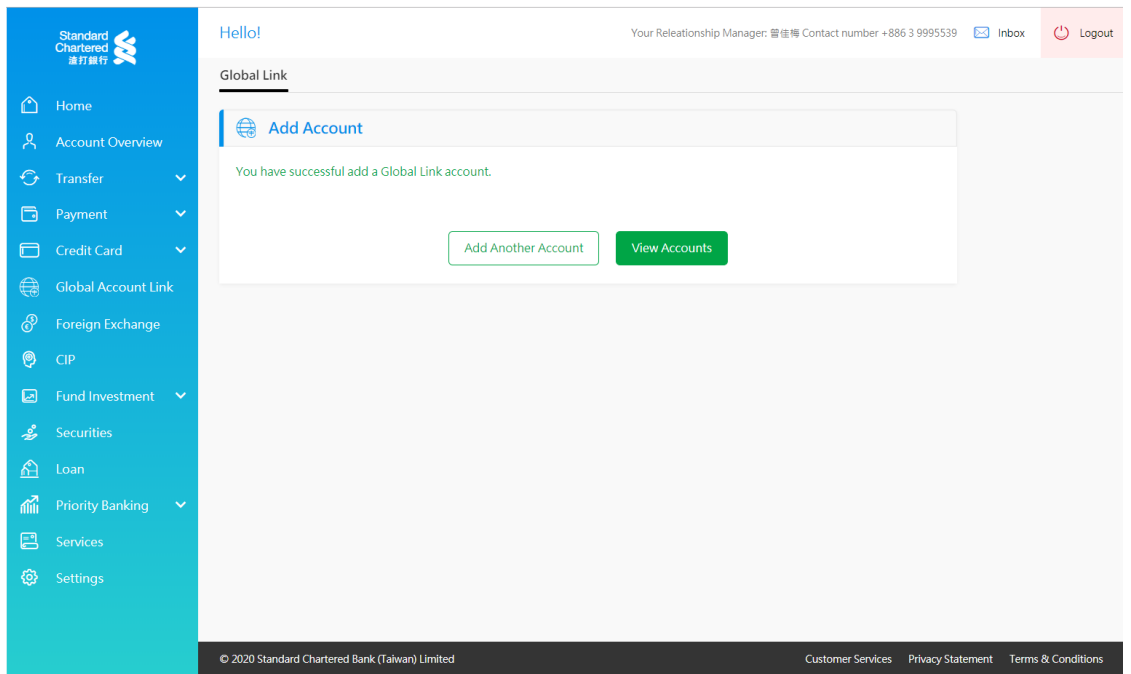 Standard
Chartered
渣打銀行
Hello!
Your Releationship Manager: 曾佳梅 Contact number +886 3 9995539
Inbox
Logout
Global Link
Home
Account Overview
Transfer
Payment
Credit Card
Global Account Link
Foreign Exchange
CIP
Fund Investment
Securities
Loan
Priority Banking
Services
Settings
Add Account
You have successful add a Global Link account.
Add Another Account
View Accounts
© 2020 Standard Chartered Bank (Taiwan) Limited
Customer Services
Privacy Statement
Terms & Conditions